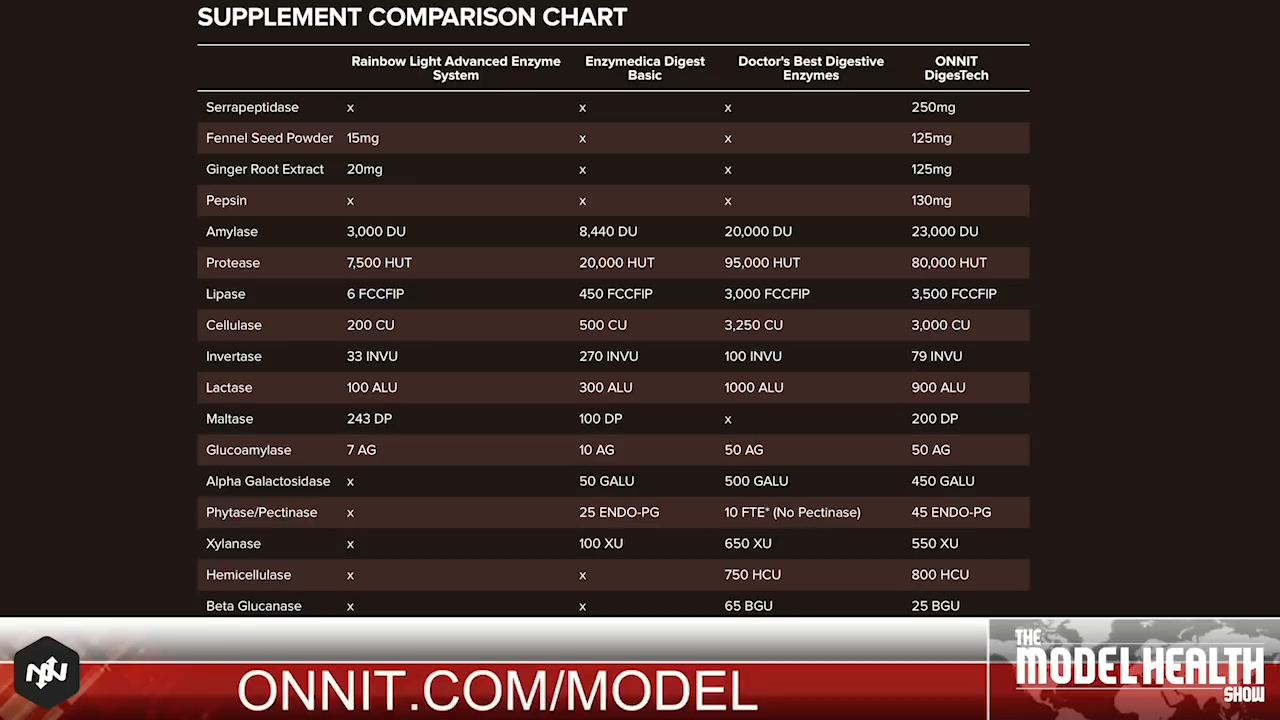 SUPPLEMENT COMPARISON CHART
Rainbow Light Advanced Enzyme System Enzymedica Digest Basic Doctor's Best Digestive Enzymes ONNIT DigesTech
Serrapeptidase x x x 250mg
Fennel Seed Powder 15mg x x 125mg
Ginger Root Extract 20mg x x 125mg
Pepsin x x x 130mg
Amylase 3,000 DU 8,440 DU 20,000 DU 23,000 DU
Protease 7,500 HUT 20,000 HUT 95,000 HUT 80,000 HUT
Lipase 6 FCCFIP 450 FCCFIP 3,000 FCCFIP 3,500 FCCFIP
Cellulase 200 CU 500 CU 3,250 CU 3,000 CU
Invertase 33 INVU 270 INVU 100 INVU 79 INVU
Lactase 100 ALU 300 ALU 1000 ALU 900 ALU
Maltase 243 DP 100 DP x 200 DP
Glucoamylase 7 AG 10 AG 50 AG 50 AG
Alpha Galactosidase x 50 GALU 500 GALU 450 GALU
Phytase/Pectinase x 25 ENDO-PG 10 FTE* (No Pectinase) 45 ENDO-PG
Xylanase x 100 XU 650 XU 550 XU
Hemicellulase x x 750 HCU 800 HCU
Beta Glucanase x x 65 BGU 25 BGU
ONNIT.COM/MODEL
THE
MODEL HEALTH
SHOW